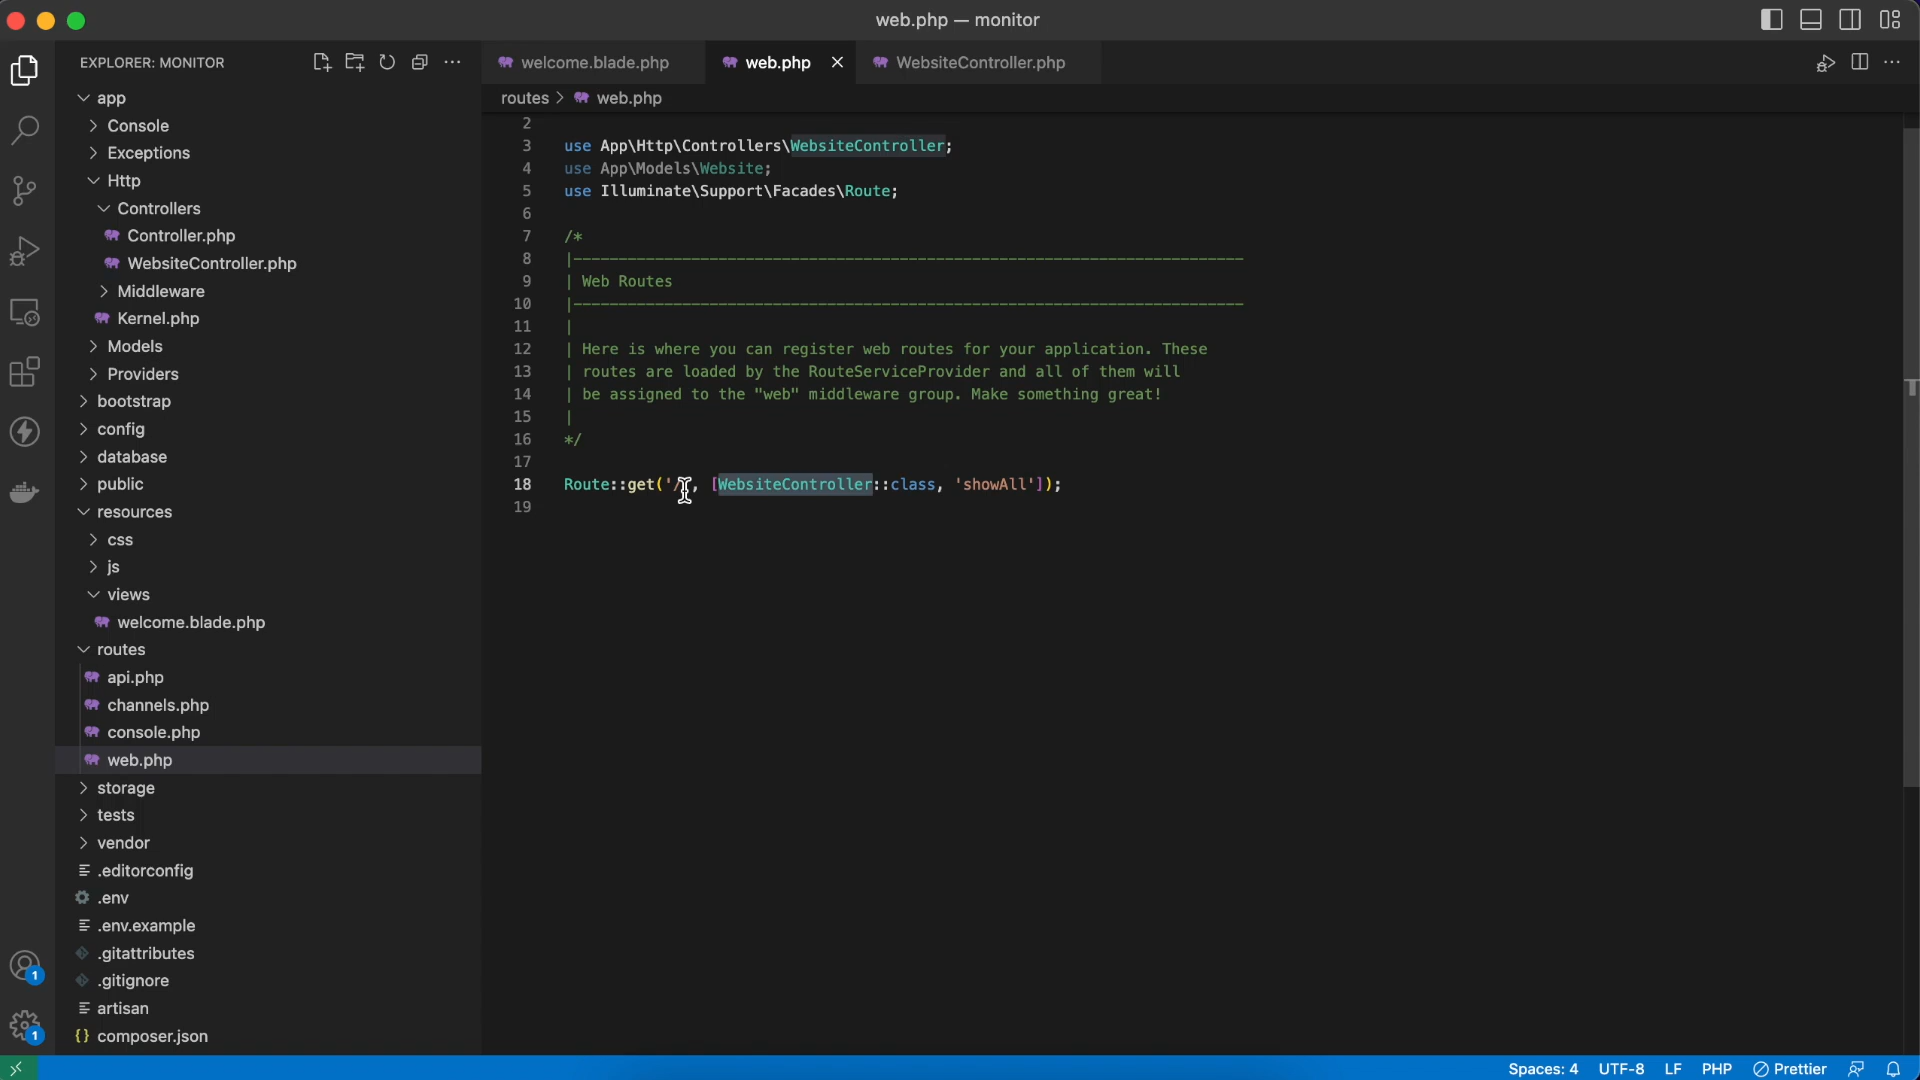 web.php — monitor
EXPLORER: MONITOR
app
Console
Exceptions
Http
Controllers
Controller.php
WebsiteController.php
Middleware
Kernel.php
Models
Providers
bootstrap
config
database
public
resources
css
js
views
welcome.blade.php
routes
api.php
channels.php
console.php
web.php
storage
tests
vendor
.editorconfig
.env
.env.example
.gitattributes
.gitignore
artisan
{} composer.json
1
1
welcome.blade.php
web.php
WebsiteController.php
routes > web.php
2
3 use App\Http\Controllers\WebsiteController;
4 use App\Models\Website;
5 use Illuminate\Support\Facades\Route;
6
7 /*
8 |--------------------------------------------------------------------------
9 | Web Routes
10 |--------------------------------------------------------------------------
11 |
12 | Here is where you can register web routes for your application. These
13 | routes are loaded by the RouteServiceProvider and all of them will
14 | be assigned to the "web" middleware group. Make something great!
15 |
16 */
17
18 Route::get('/', [WebsiteController::class, 'showAll']);
19
Spaces: 4 UTF-8 LF PHP Prettier